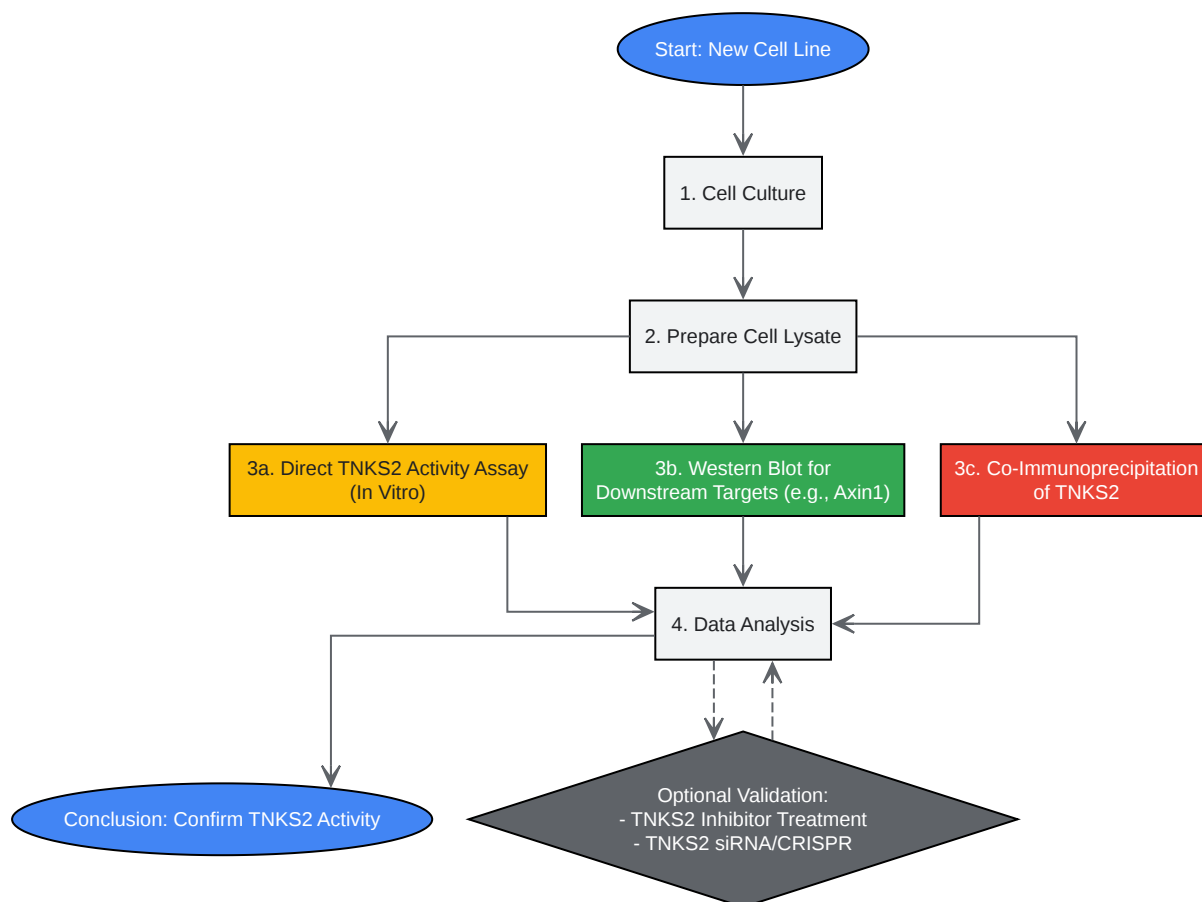 Start: New Cell Line
1. Cell Culture
2. Prepare Cell Lysate
3a. Direct TNKS2 Activity Assay
(In Vitro)
3b. Western Blot for
Downstream Targets (e.g., Axin1)
3c. Co-Immunoprecipitation
of TNKS2
4. Data Analysis
Conclusion: Confirm TNKS2 Activity
Optional Validation:
- TNKS2 Inhibitor Treatment
- TNKS2 siRNA/CRISPR